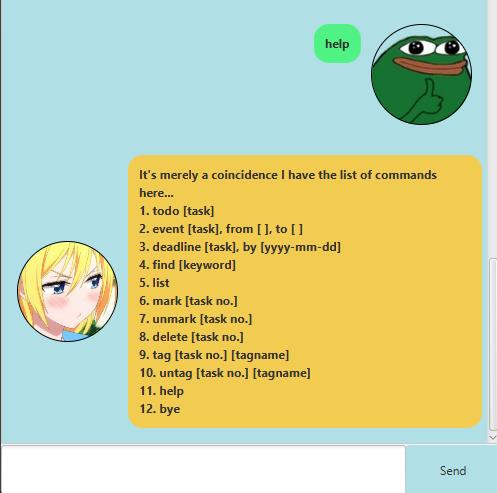 help
It's merely a coincidence I have the list of commands
here...
1. todo [task]
2. event [task], from [ ], to [ ]
3. deadline [task], by [yyyy-mm-dd]
4. find [keyword]
5. list
6. mark [task no.]
7. unmark [task no.]
8. delete [task no.]
9. tag [task no.] [tagname]
10. untag [task no.] [tagname]
11. help
12. bye
Send